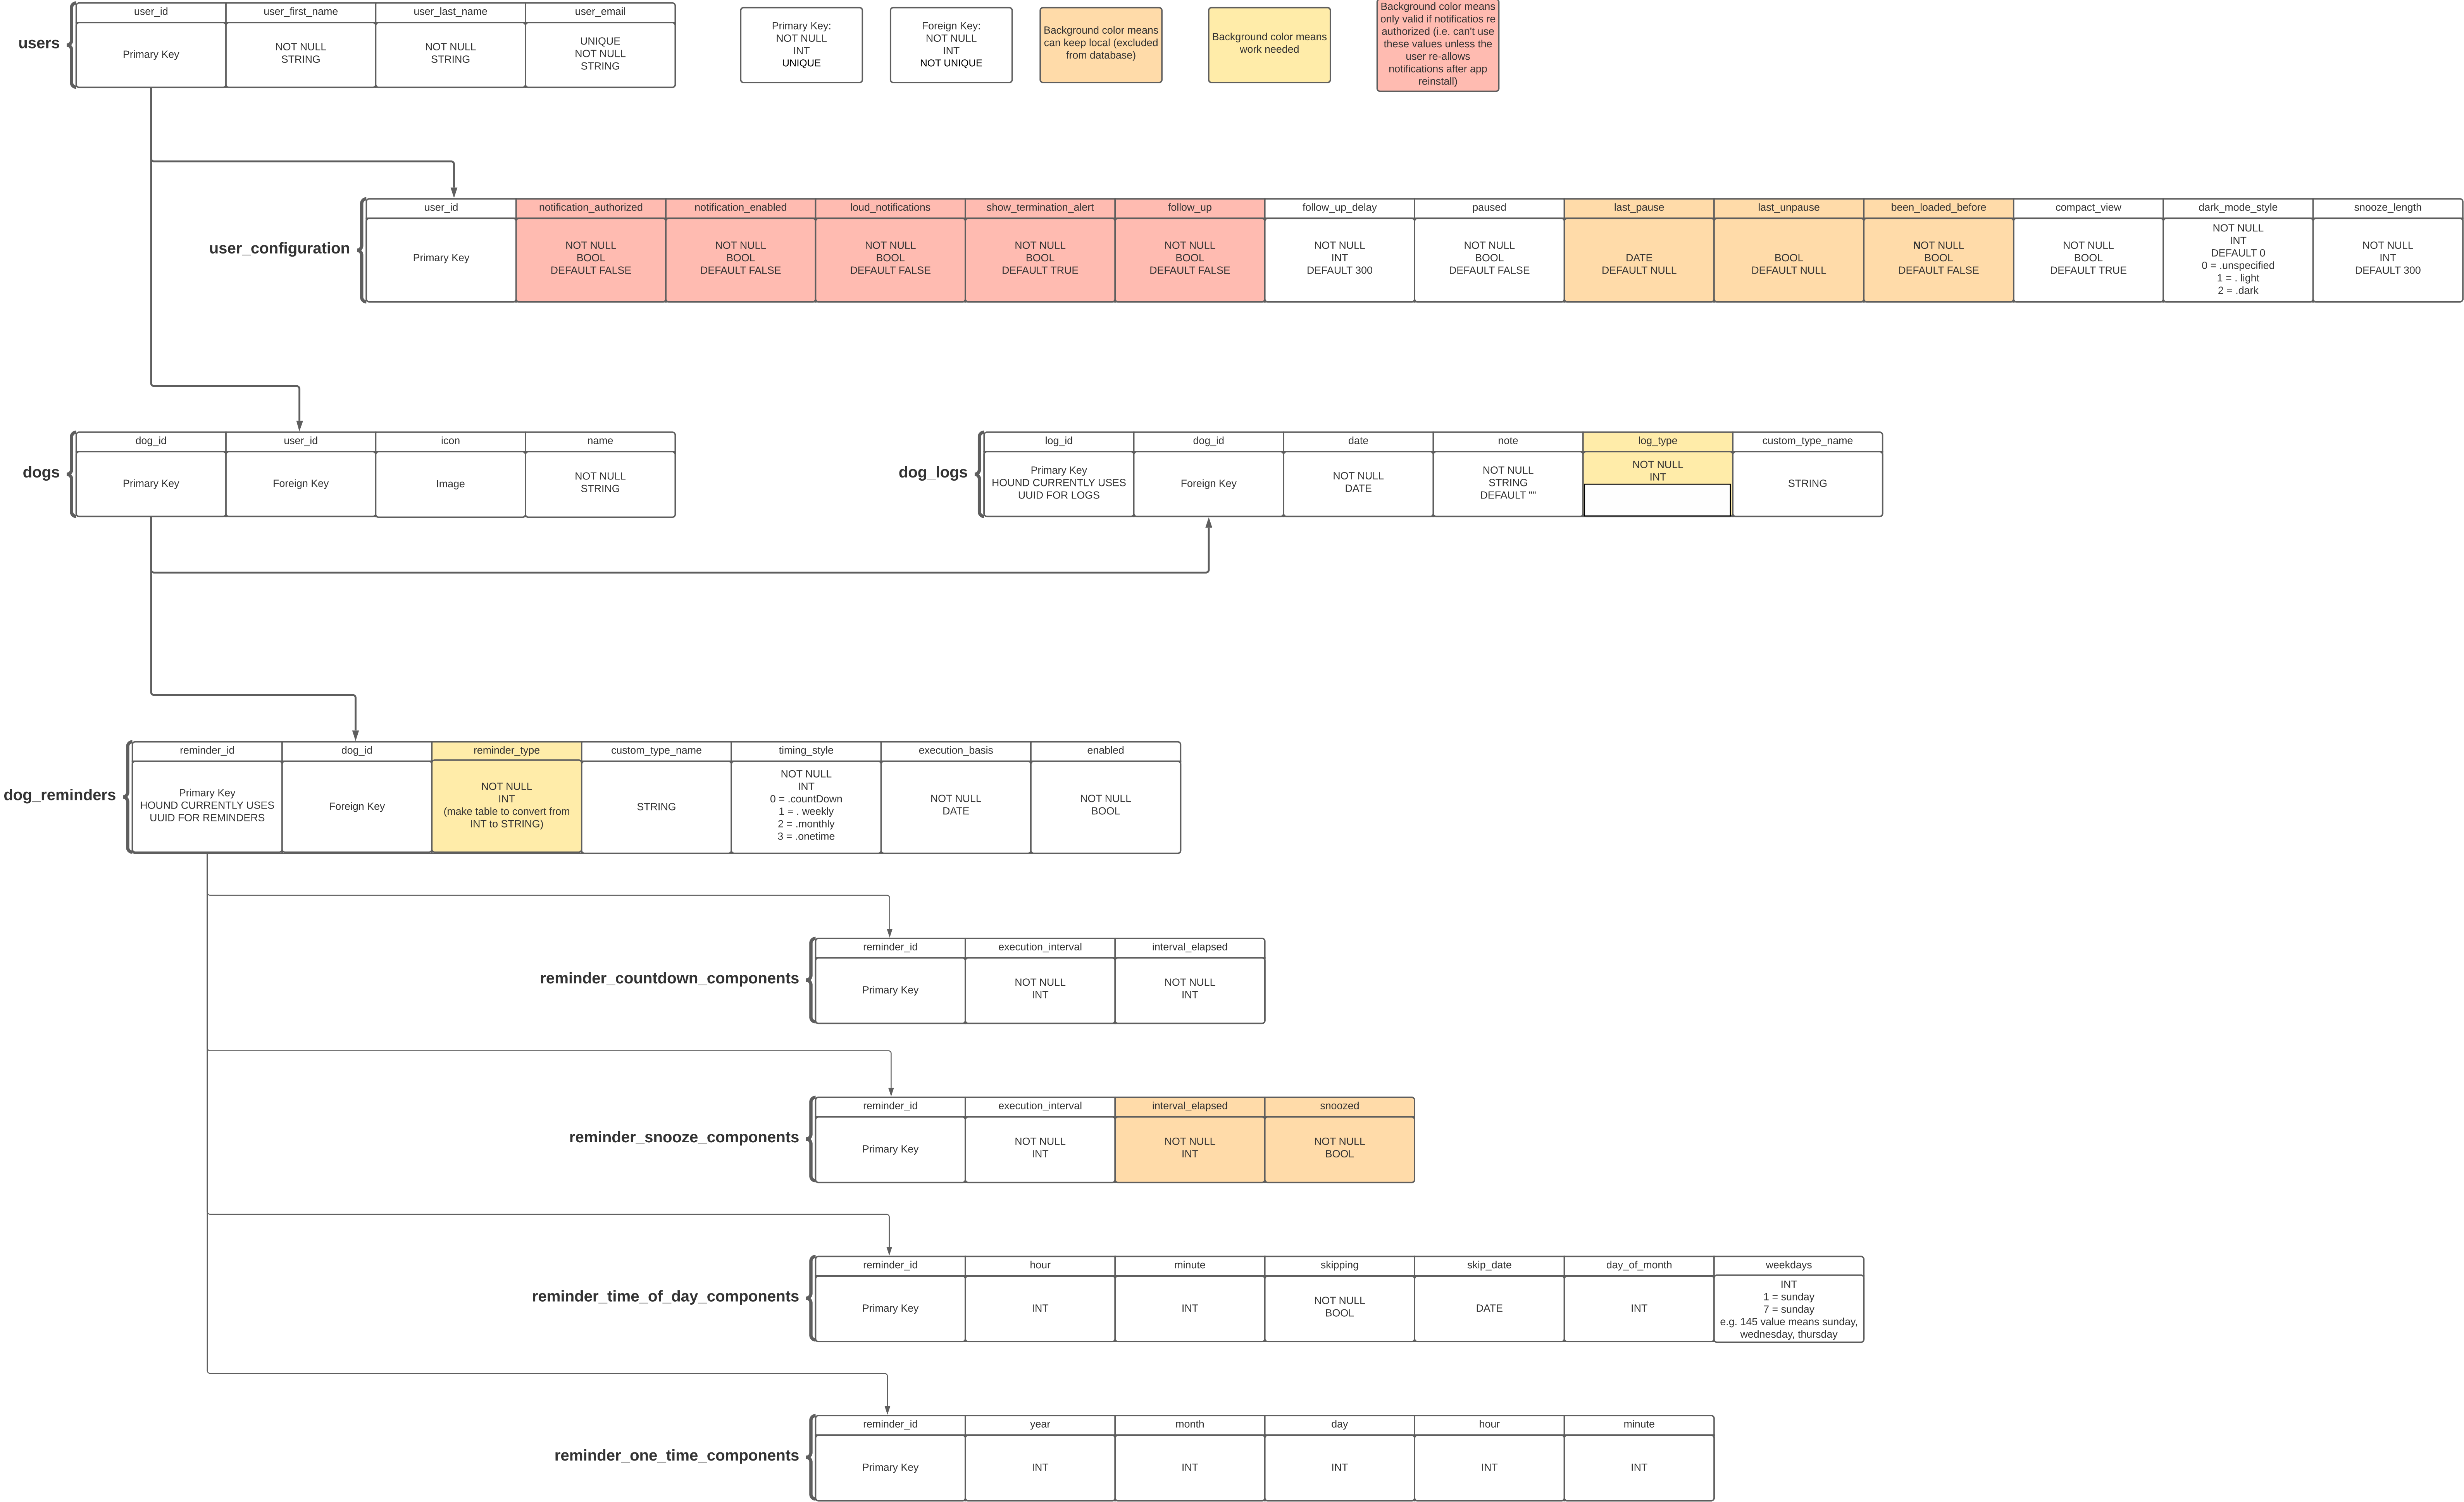 users
user_id
user_first_name
user_last_name
user_email
Primary Key
NOT NULL
STRING
NOT NULL
STRING
UNIQUE
NOT NULL
STRING
Primary Key:
NOT NULL
INT
UNIQUE
Foreign Key:
NOT NULL
INT
NOT UNIQUE
Background color means
can keep local (excluded
from database)
Background color means
work needed
Background color means
only valid if notificatios re
authorized (i.e. can't use
these values unless the
user re-allows
notifications after app
reinstall)
user_configuration
user_id
notification_authorized
notification_enabled
loud_notifications
show_termination_alert
follow_up
follow_up_delay
paused
last_pause
last_unpause
been_loaded_before
compact_view
dark_mode_style
snooze_length
Primary Key
NOT NULL
BOOL
DEFAULT FALSE
NOT NULL
BOOL
DEFAULT FALSE
NOT NULL
BOOL
DEFAULT FALSE
NOT NULL
BOOL
DEFAULT TRUE
NOT NULL
BOOL
DEFAULT FALSE
NOT NULL
INT
DEFAULT 300
NOT NULL
BOOL
DEFAULT FALSE
DATE
DEFAULT NULL
BOOL
DEFAULT NULL
NOT NULL
BOOL
DEFAULT FALSE
NOT NULL
BOOL
DEFAULT TRUE
NOT NULL
INT
DEFAULT 0
0 = .unspecified
1 = . light
2 = .dark
NOT NULL
INT
DEFAULT 300
dogs
dog_id
user_id
icon
name
Primary Key
Foreign Key
Image
NOT NULL
STRING
dog_logs
log_id
dog_id
date
note
log_type
custom_type_name
Primary Key
HOUND CURRENTLY USES
UUID FOR LOGS
Foreign Key
NOT NULL
DATE
NOT NULL
STRING
DEFAULT ""
NOT NULL
INT
STRING
dog_reminders
reminder_id
dog_id
reminder_type
custom_type_name
timing_style
execution_basis
enabled
Primary Key
HOUND CURRENTLY USES
UUID FOR REMINDERS
Foreign Key
NOT NULL
INT
(make table to convert from
INT to STRING)
STRING
NOT NULL
INT
0 = .countDown
1 = . weekly
2 = .monthly
3 = .onetime
NOT NULL
DATE
NOT NULL
BOOL
reminder_countdown_components
reminder_id
execution_interval
interval_elapsed
Primary Key
NOT NULL
INT
NOT NULL
INT
reminder_snooze_components
reminder_id
execution_interval
interval_elapsed
snoozed
Primary Key
NOT NULL
INT
NOT NULL
INT
NOT NULL
BOOL
reminder_time_of_day_components
reminder_id
hour
minute
skipping
skip_date
day_of_month
weekdays
Primary Key
INT
INT
NOT NULL
BOOL
DATE
INT
INT
1 = sunday
7 = sunday
e.g. 145 value means sunday,
wednesday, thursday
reminder_one_time_components
reminder_id
year
month
day
hour
minute
Primary Key
INT
INT
INT
INT
INT